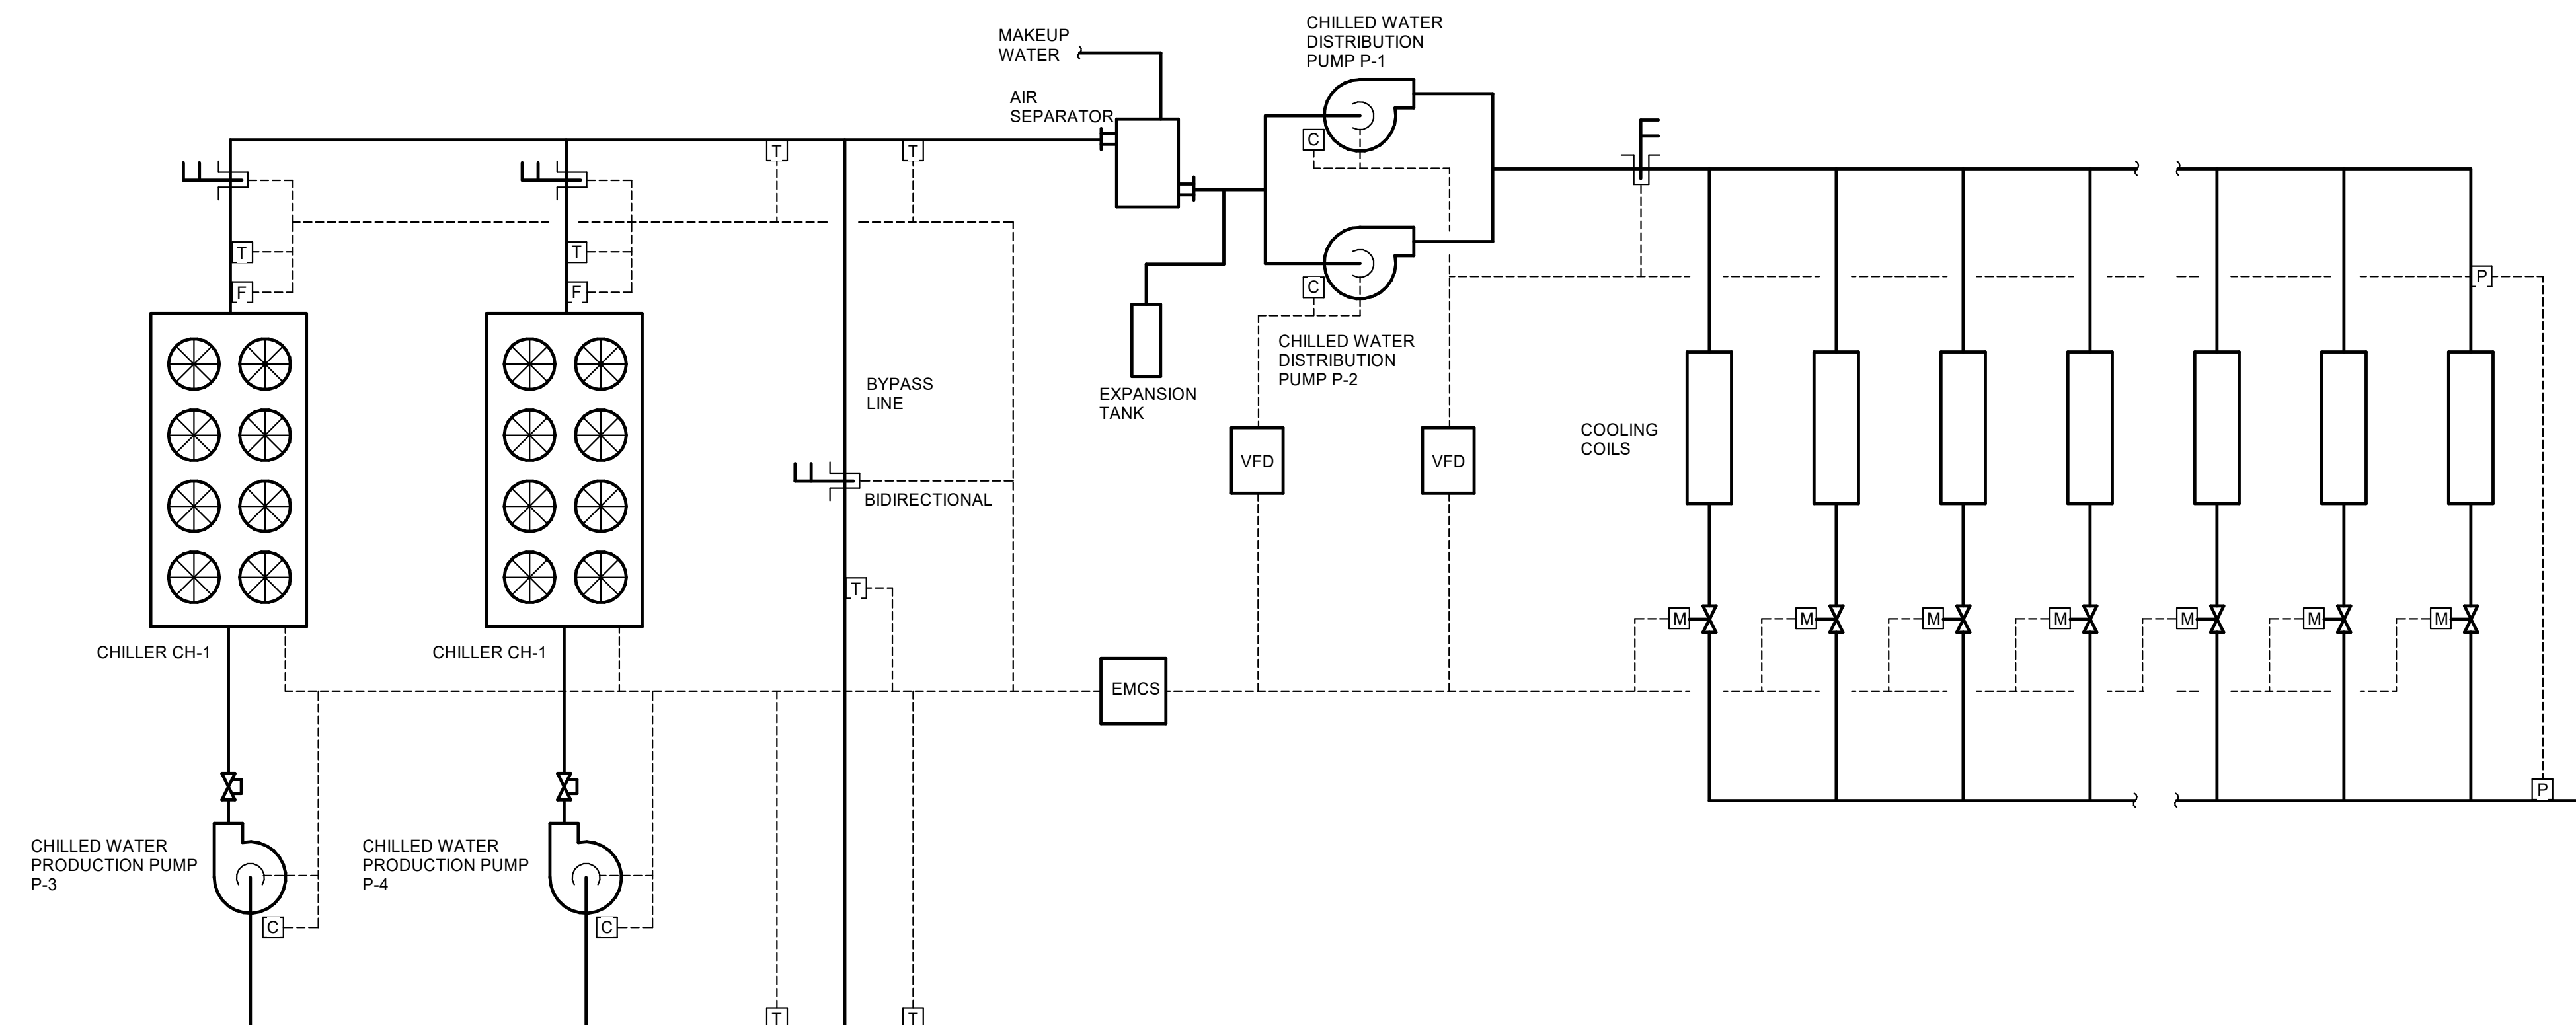 CHILLED WATER
DISTRIBUTION
PUMP P-1
MAKEUP
WATER
AIR
SEPARATOR
C
T
T
T
F
T
F
C
P
CHILLED WATER
DISTRIBUTION
PUMP P-2
EXPANSION
TANK
BYPASS
LINE
BIDIRECTIONAL
VFD
VFD
COOLING
COILS
T
M
M
M
M
M
M
M
CHILLER CH-1
CHILLER CH-1
EMCS
P
CHILLED WATER
PRODUCTION PUMP
P-3
CHILLED WATER
PRODUCTION PUMP
P-4
C
C
T
T